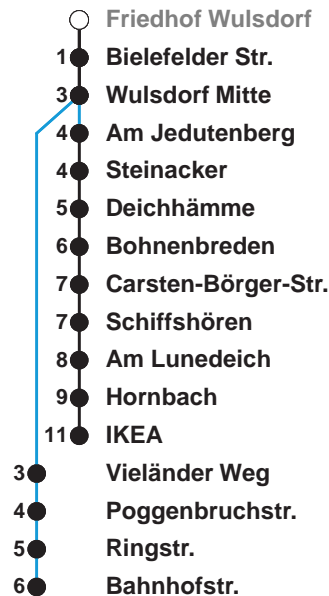 Friedhof Wulsdorf
1 Bielefelder Str.
3 Wulsdorf Mitte
4 Am Jedutenberg
4 Steinacker
5 Deichhämme
6 Bohnenbreden
7 Carsten-Börger-Str.
7 Schiffshören
8 Am Lunedeich
9 Hornbach
11 IKEA
3 Vieländer Weg
4 Poggenbruchstr.
5 Ringstr.
6 Bahnhofstr.